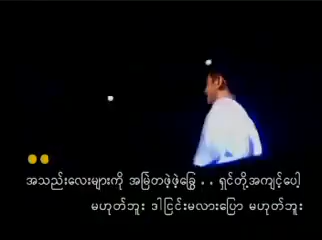 အသည်းလေးများကို အမြဲတဖဲ့ဖဲ့ခြွေ . . ရှင်တို့အကျင့်ပေါ့
မဟုတ်ဘူး ဒါငြင်းမလားပြော မဟုတ်ဘူး